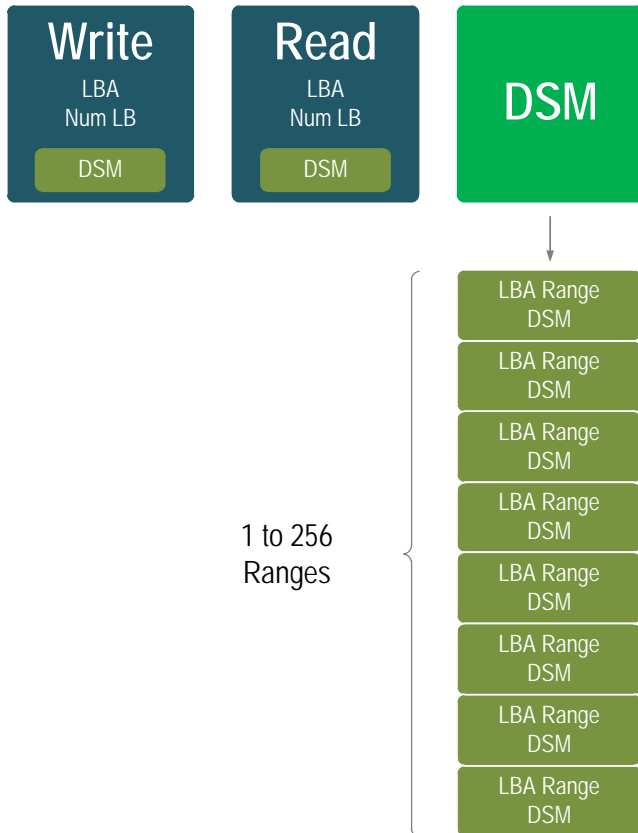 Write
LBA
Num LB
DSM
Read
LBA
Num LB
DSM
DSM
1 to 256
Ranges
LBA Range
DSM
LBA Range
DSM
LBA Range
DSM
LBA Range
DSM
LBA Range
DSM
LBA Range
DSM
LBA Range
DSM
LBA Range
DSM